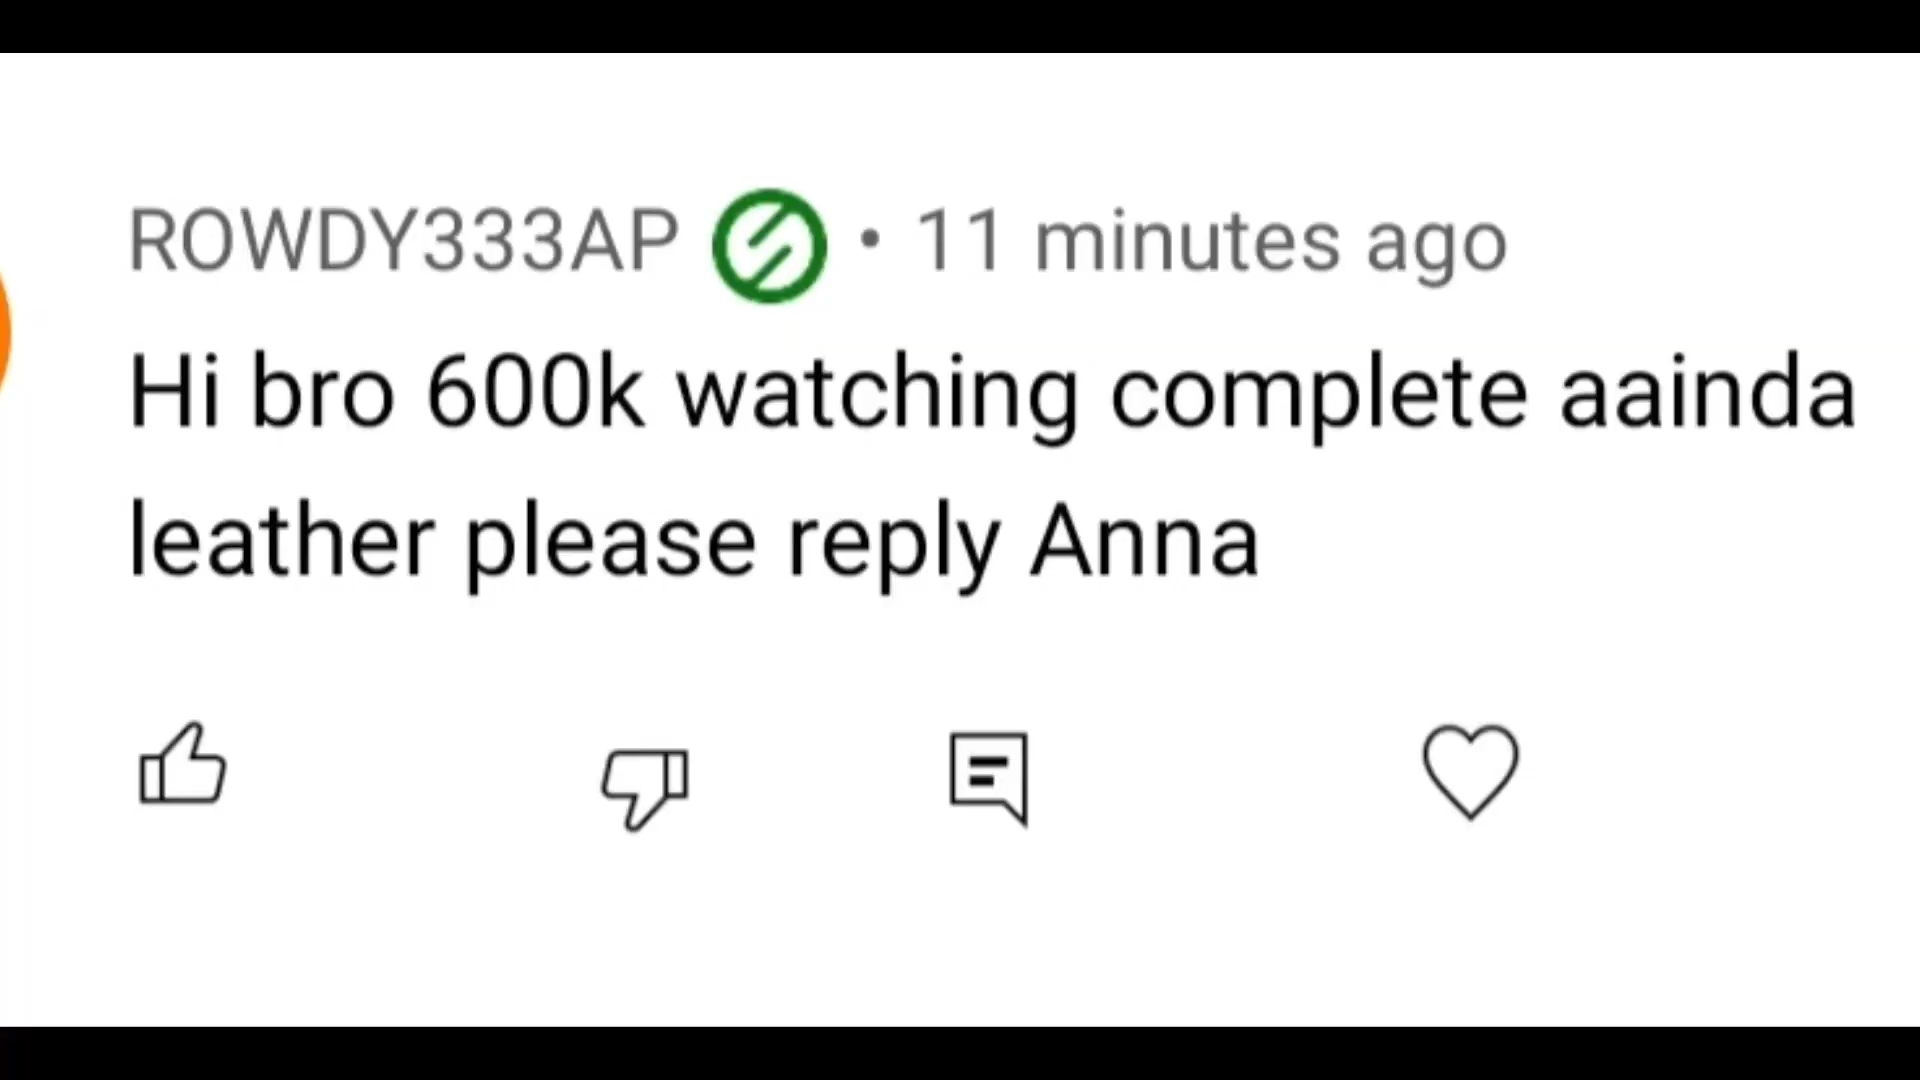 ROWDY333AP • 11 minutes ago
Hi bro 600k watching complete aainda
leather please reply Anna